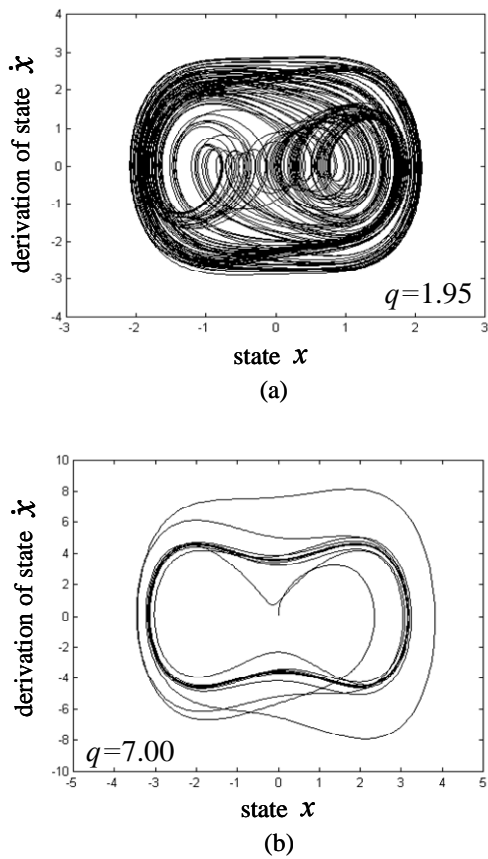 4
3
2
1
0
-1
-2
-3
-4
derivation of state ẋ
q=1.95
-3 -2 -1 0 1 2 3
state x
(a)
10
8
6
4
2
0
-2
-4
-6
-8
-10
derivation of state ẋ
q=7.00
-5 -4 -3 -2 -1 0 1 2 3 4 5
state x
(b)